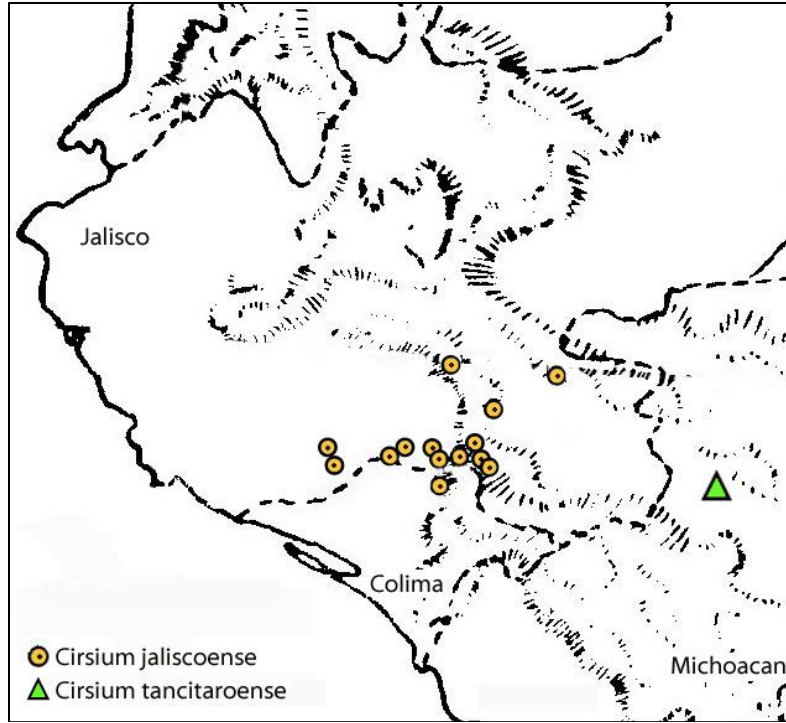 Jalisco
Colima
Michoacan
Cirsium jaliscoense
Cirsium tancitaroense